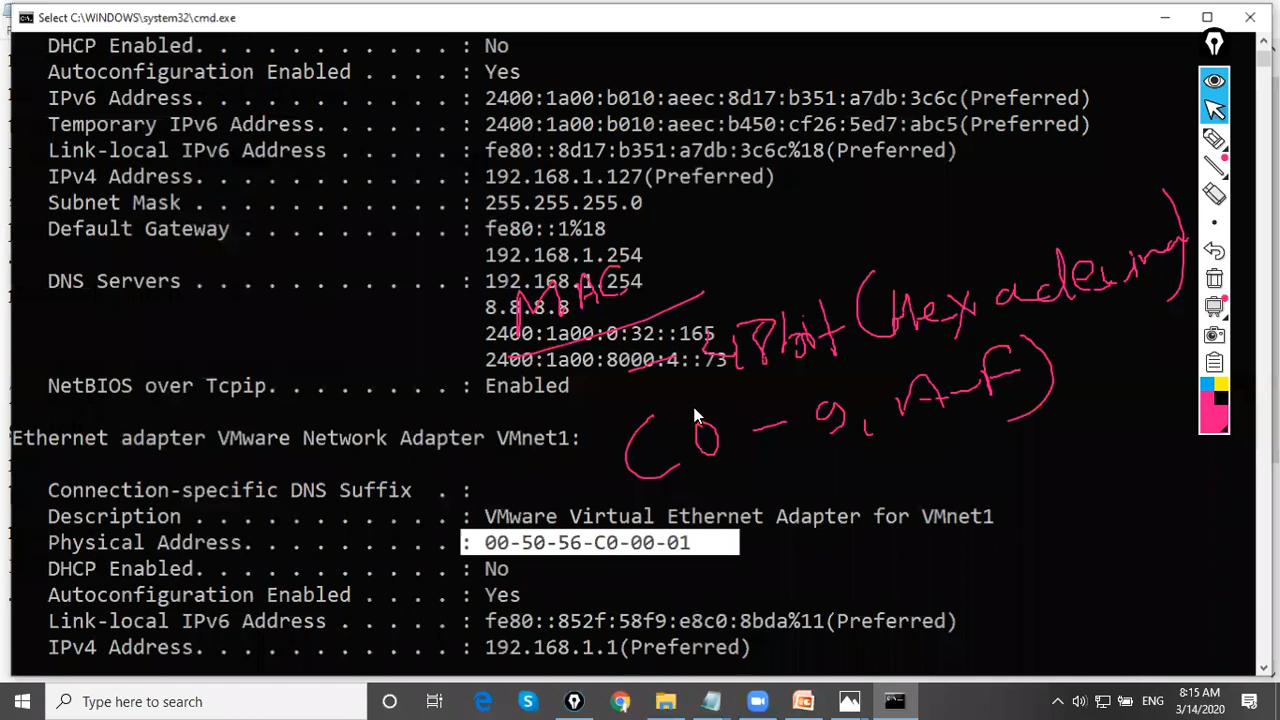 Select C:\WINDOWS\system32\cmd.exe
DHCP Enabled. . . . . . . . . . . : No
Autoconfiguration Enabled . . . . : Yes
IPv6 Address. . . . . . . . . . . : 2400:1a00:b010:aeec:8d17:b351:a7db:3c6c(Preferred)
Temporary IPv6 Address. . . . . . : 2400:1a00:b010:aeec:b450:cf26:5ed7:abc5(Preferred)
Link-local IPv6 Address . . . . . : fe80::8d17:b351:a7db:3c6c%18(Preferred)
IPv4 Address. . . . . . . . . . . : 192.168.1.127(Preferred)
Subnet Mask . . . . . . . . . . . : 255.255.255.0
Default Gateway . . . . . . . . . : fe80::1%18
192.168.1.254
DNS Servers . . . . . . . . . . . : 192.168.1.254
8.8.8.8
2400:1a00:0:32::165
2400:1a00:8000:4::73
NetBIOS over Tcpip. . . . . . . . : Enabled
MAC - 48bit (Hexadecimal)
(0 - 9, A-F)
Ethernet adapter VMware Network Adapter VMnet1:
Connection-specific DNS Suffix . :
Description . . . . . . . . . . . : VMware Virtual Ethernet Adapter for VMnet1
Physical Address. . . . . . . . . : 00-50-56-C0-00-01
DHCP Enabled. . . . . . . . . . . : No
Autoconfiguration Enabled . . . . : Yes
Link-local IPv6 Address . . . . . : fe80::852f:58f9:e8c0:8bda%11(Preferred)
IPv4 Address. . . . . . . . . . . : 192.168.1.1(Preferred)
Type here to search
ENG
8:15 AM
3/14/2020